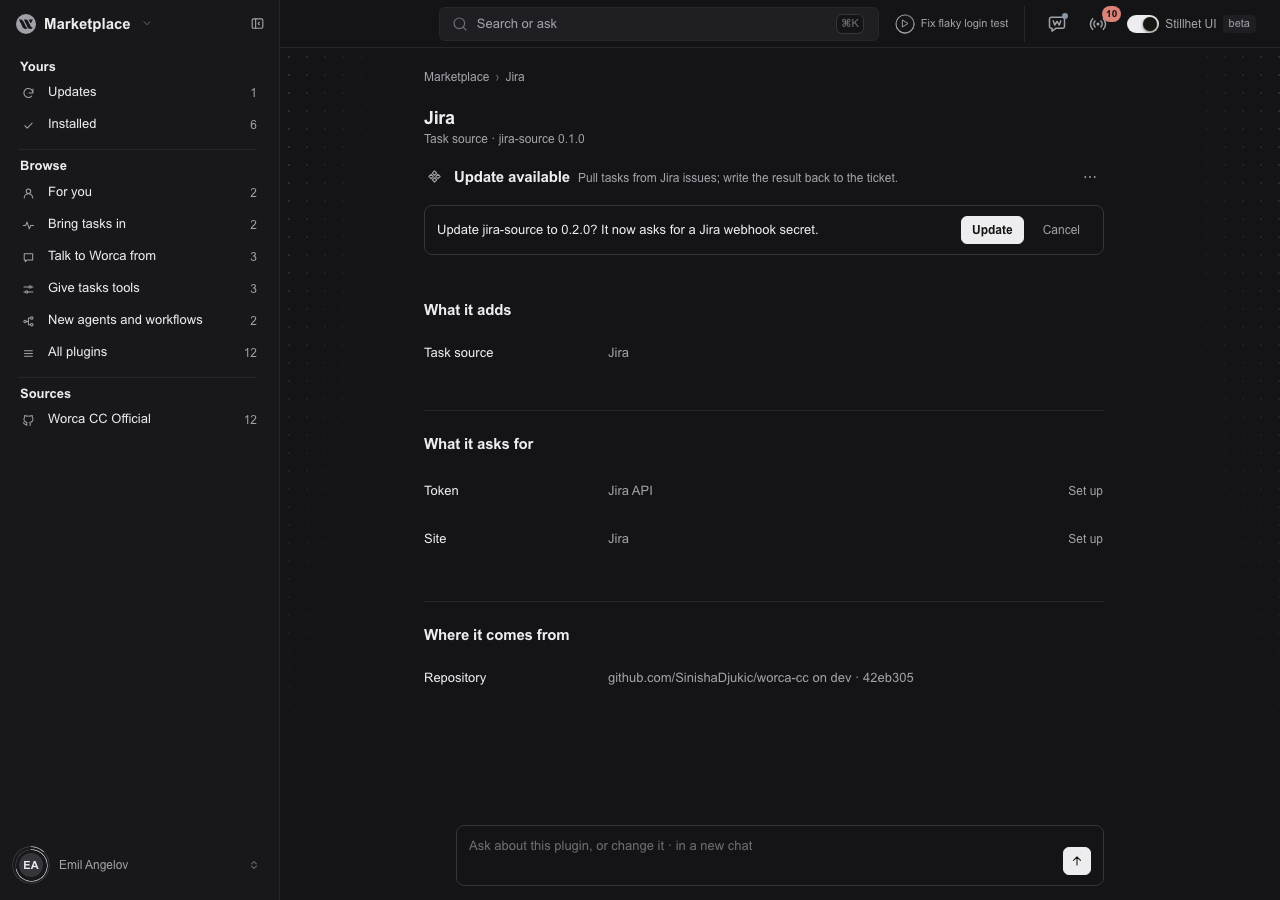 Marketplace
Search or ask
⌘K
Fix flaky login test
10
Stillhet UI
beta
Yours
Updates 1
Installed 6
Browse
For you 2
Bring tasks in 2
Talk to Worca from 3
Give tasks tools 3
New agents and workflows 2
All plugins 12
Sources
Worca CC Official 12
EA
Emil Angelov
Marketplace › Jira
Jira
Task source · jira-source 0.1.0
Update available Pull tasks from Jira issues; write the result back to the ticket. ···
Update jira-source to 0.2.0? It now asks for a Jira webhook secret. Update Cancel
What it adds
Task source Jira
What it asks for
Token Jira API Set up
Site Jira Set up
Where it comes from
Repository github.com/SinishaDjukic/worca-cc on dev · 42eb305
Ask about this plugin, or change it · in a new chat